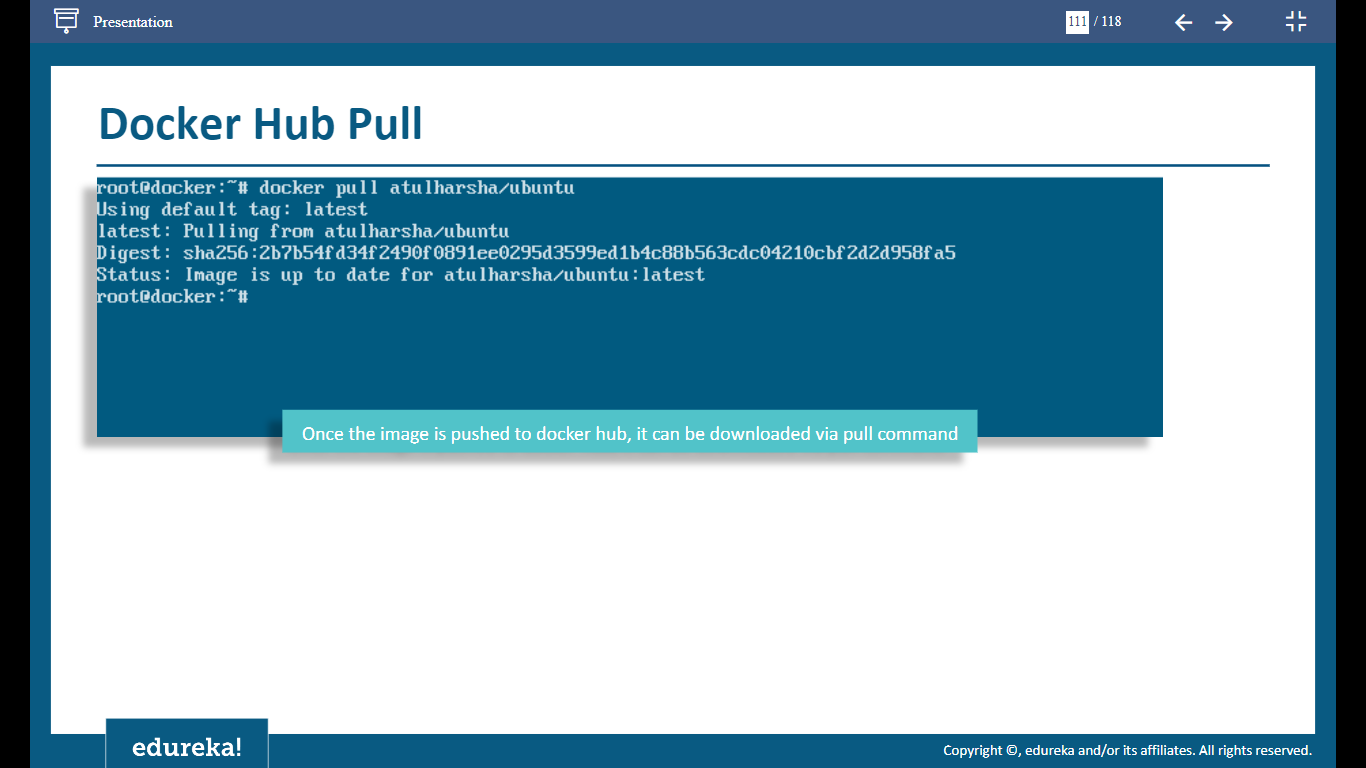 Presentation
111 / 118
Docker Hub Pull
root@docker:~# docker pull atulharsha/ubuntu
Using default tag: latest
latest: Pulling from atulharsha/ubuntu
Digest: sha256:2b7b54fd34f2490f0891ee0295d3599ed1b4c88b563cdc04210cbf2d2d958fa5
Status: Image is up to date for atulharsha/ubuntu:latest
root@docker:~#
Once the image is pushed to docker hub, it can be downloaded via pull command
edureka!
Copyright ©, edureka and/or its affiliates. All rights reserved.